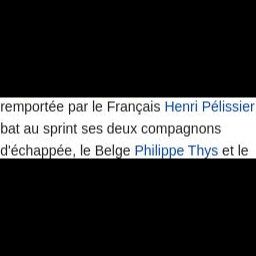 remportée par le Français Henri Pélissier
bat au sprint ses deux compagnons
d'échappée, le Belge Philippe Thys et le